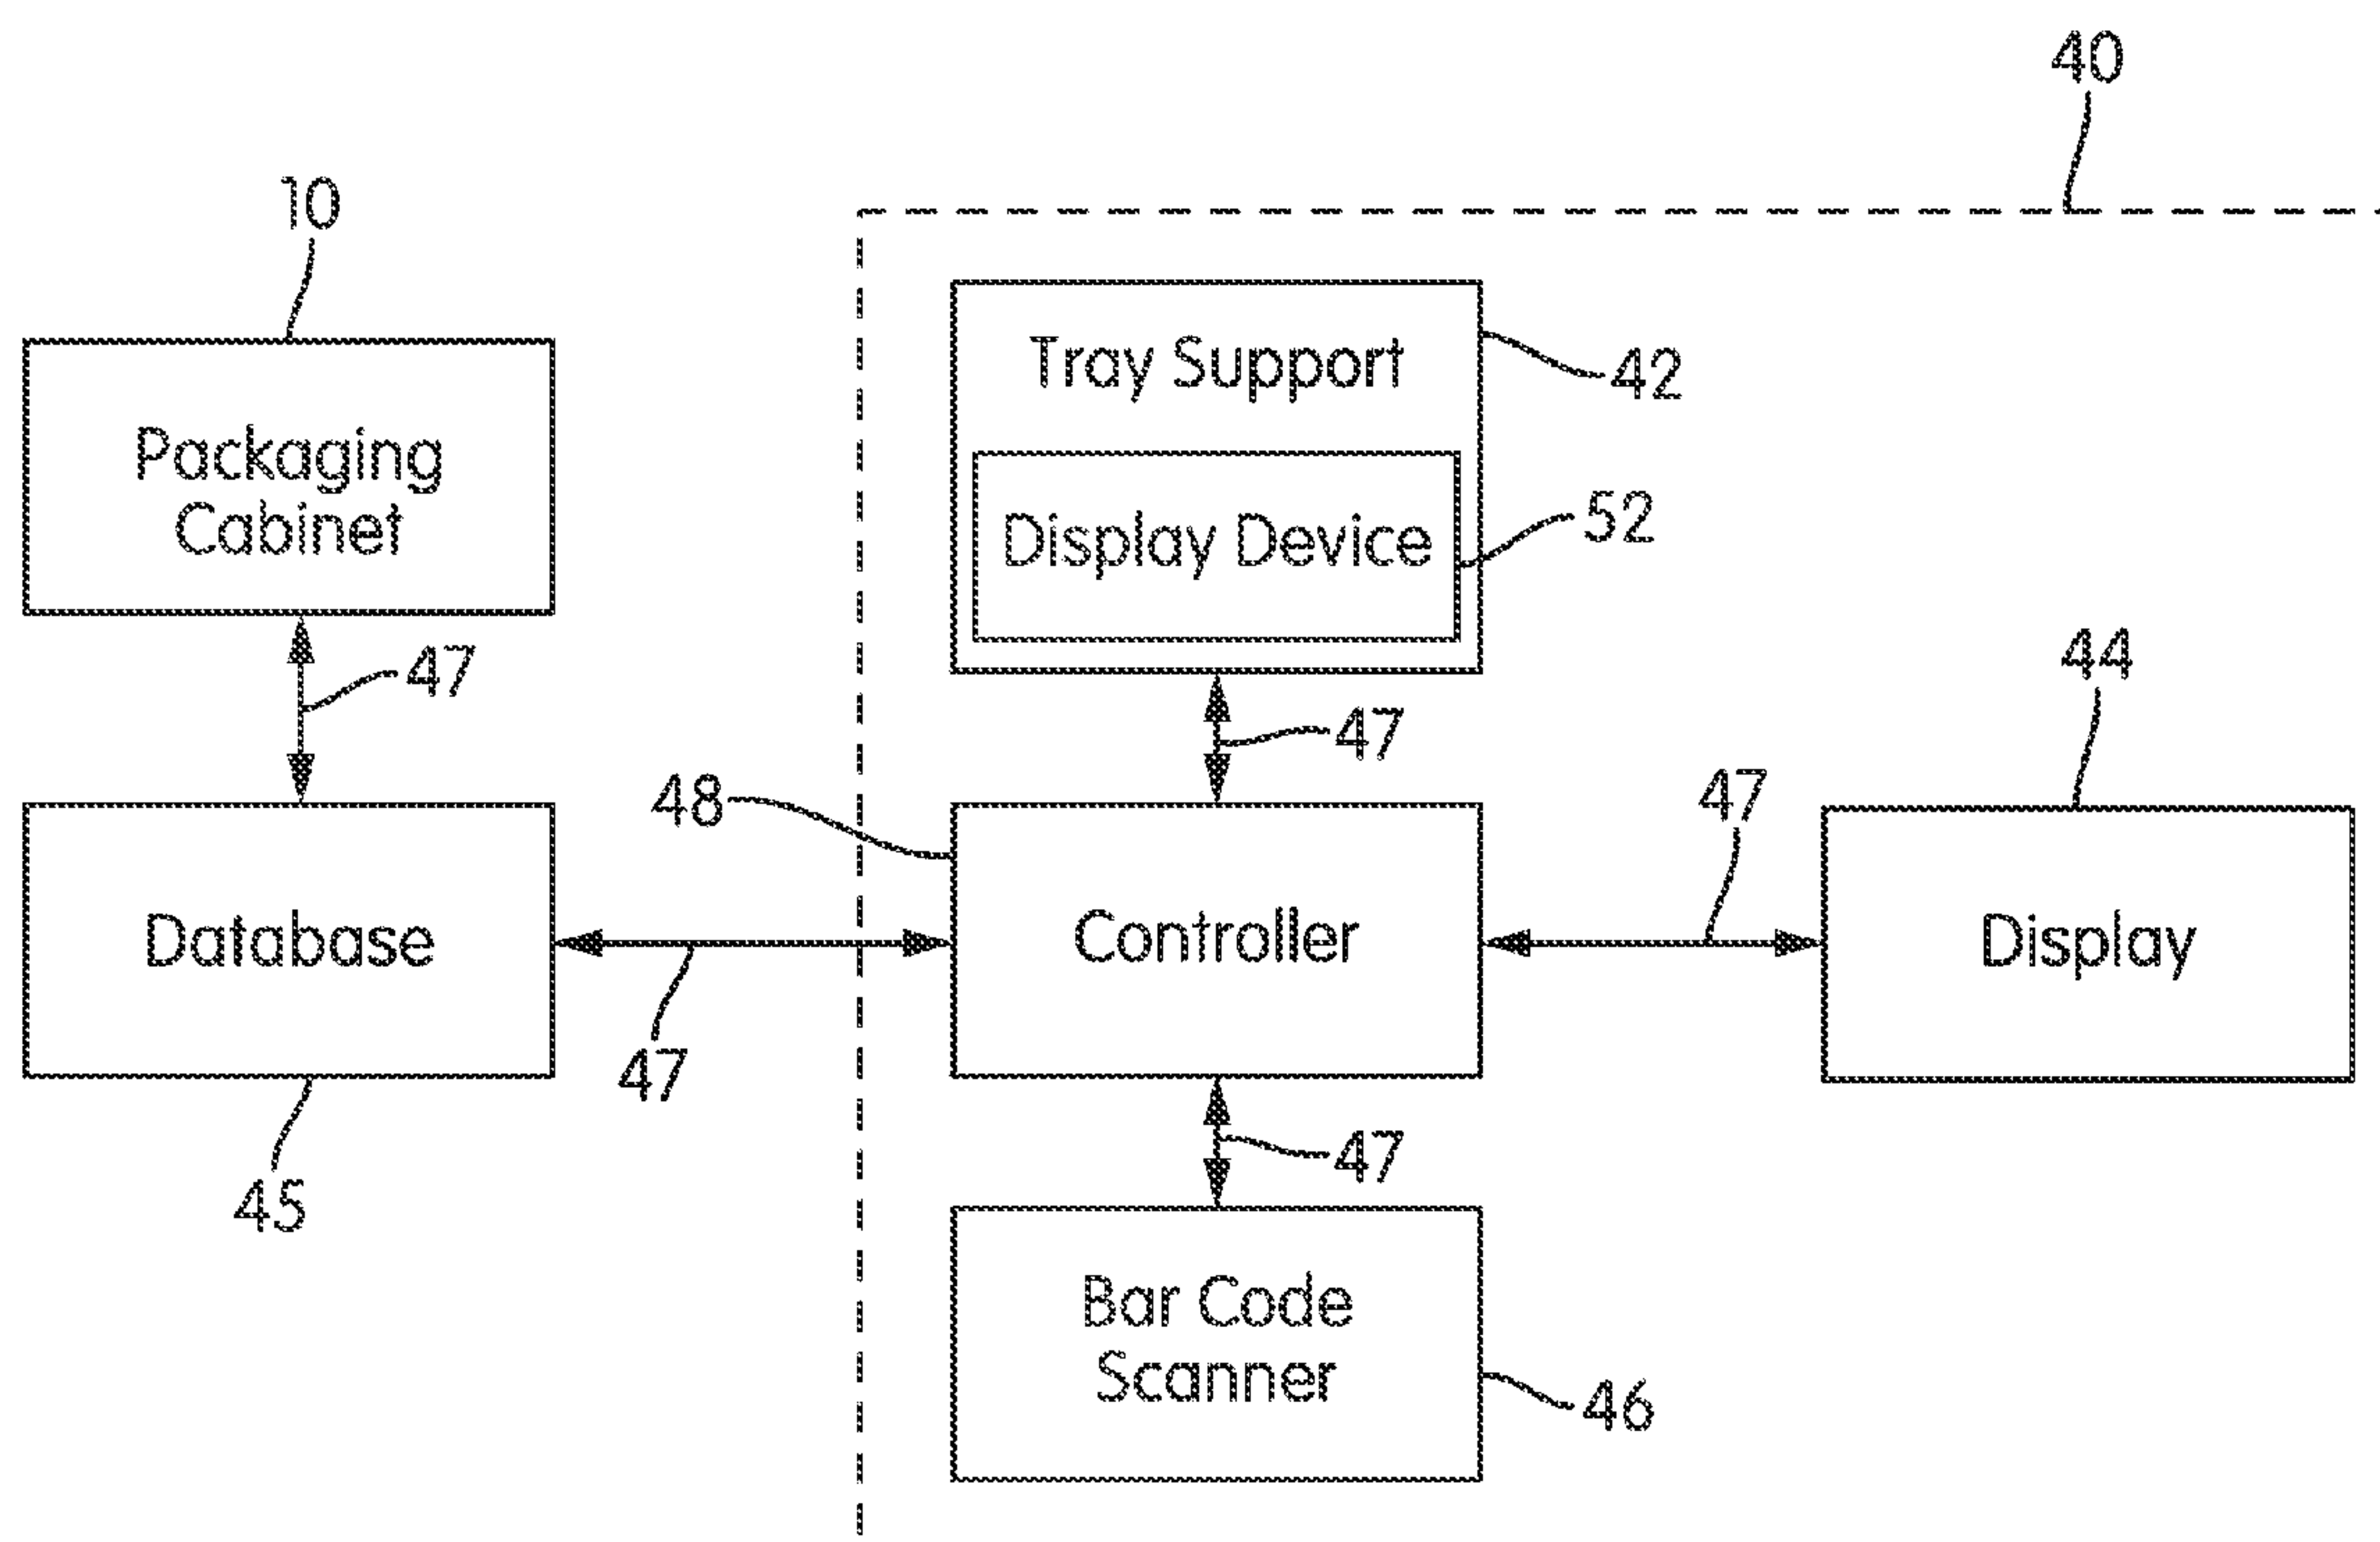 40
10
Tray Support
42
Packaging
Cabinet
Display Device
52
47
44
47
48
47
Database
Controller
Display
47
45
47
Bar Code
Scanner
46